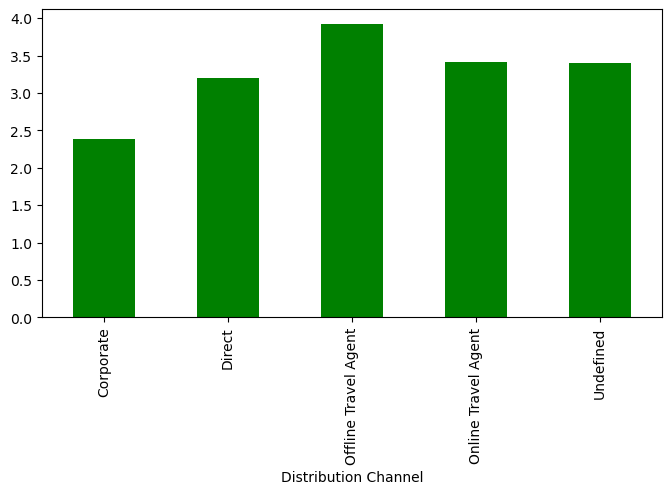 4.0
3.5
3.0
2.5
2.0
1.5
1.0
0.5
0.0
Corporate
Direct
Offline Travel Agent
Online Travel Agent
Undefined
Distribution Channel